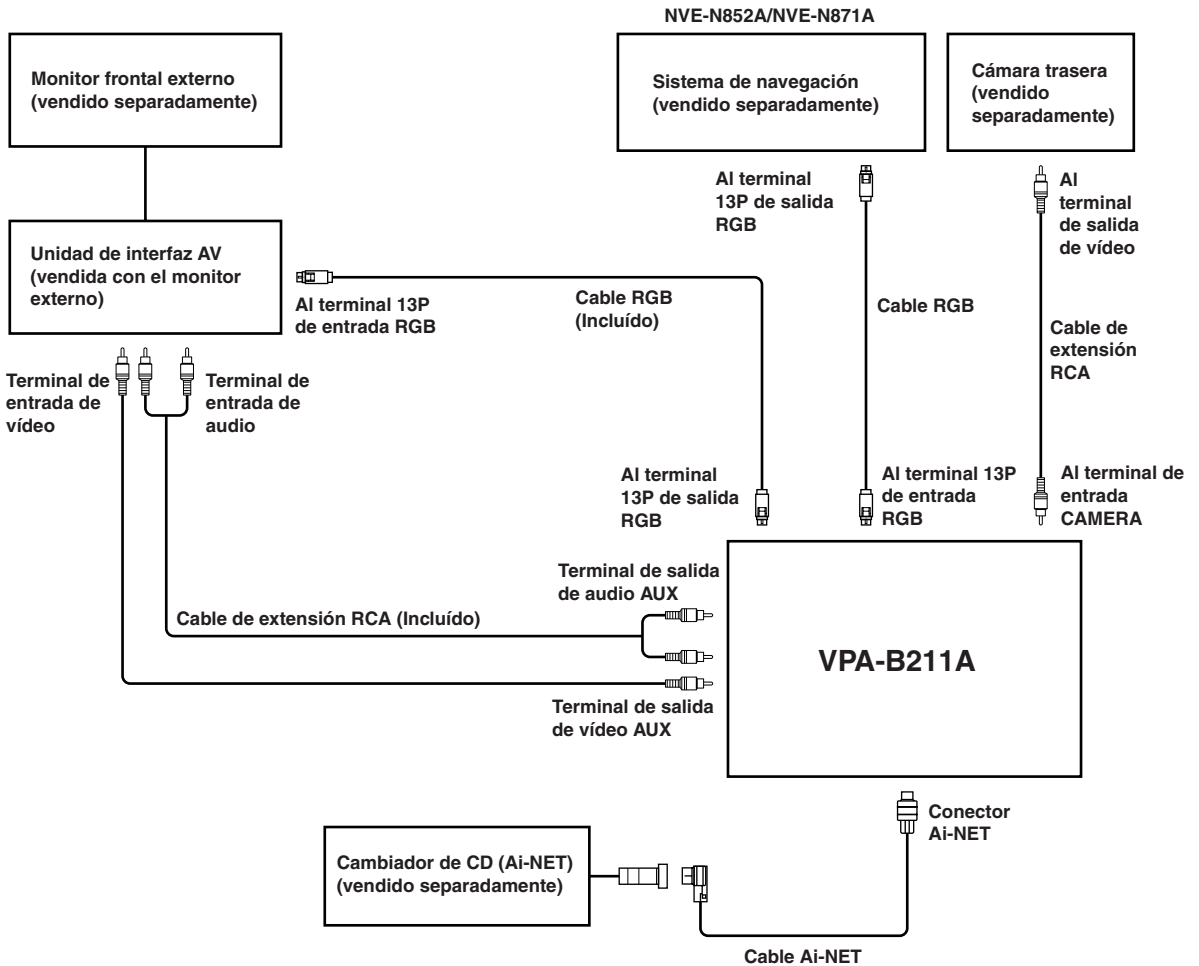 NVE-N852A/NVE-N871A
Monitor frontal externo
(vendido separadamente)
Sistema de navegación
(vendido separadamente)
Cámara trasera
(vendido
separadamente)
Al terminal
13P de salida
RGB
Al
terminal
de salida
de vídeo
Unidad de interfaz AV
(vendida con el monitor
externo)
Al terminal 13P
de entrada RGB
Cable RGB
(Incluído)
Cable RGB
Cable de
extensión
RCA
Terminal de
entrada de
vídeo
Terminal de
entrada de
audio
Al terminal
13P de salida
RGB
Al terminal 13P
de entrada
RGB
Al terminal de
entrada
CAMERA
Terminal de salida
de audio AUX
Cable de extensión RCA (Incluído)
VPA-B211A
Terminal de salida
de vídeo AUX
Conector
Ai-NET
Cambiador de CD (Ai-NET)
(vendido separadamente)
Cable Ai-NET